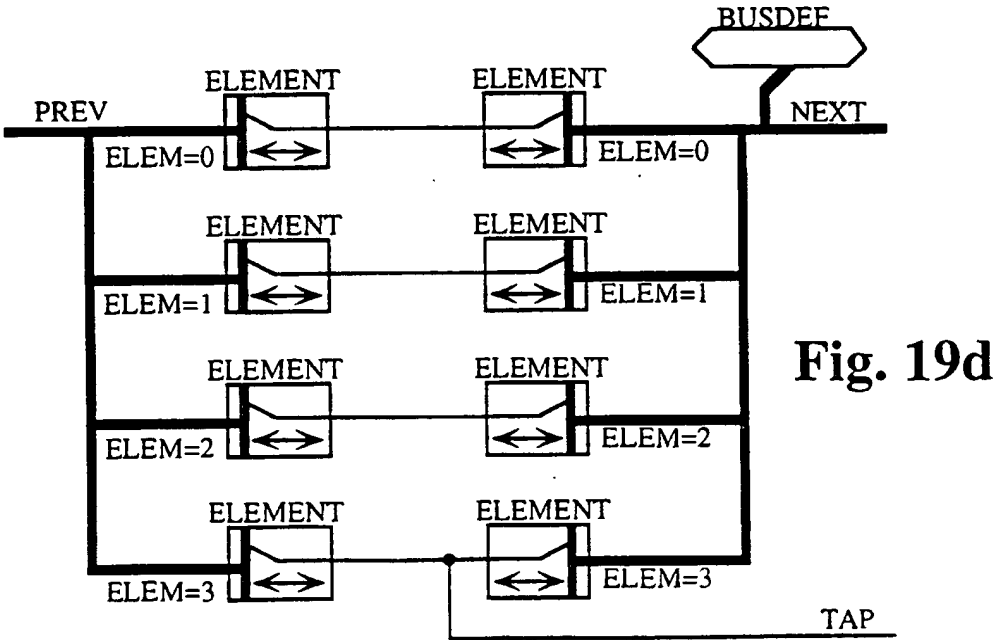 BUSDEF
ELEMENT ELEMENT
PREV NEXT
ELEM=0 ELEM=0
ELEMENT ELEMENT
ELEM=1 ELEM=1
Fig. 19d
ELEMENT ELEMENT
ELEM=2 ELEM=2
ELEMENT ELEMENT
ELEM=3 ELEM=3
TAP